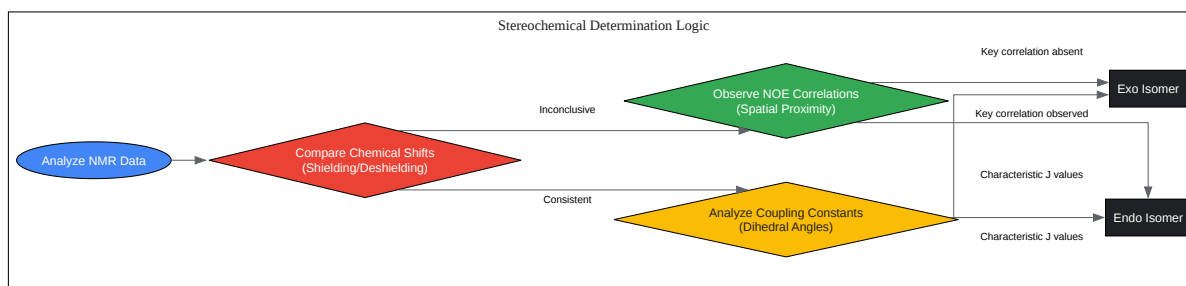 Stereochemical Determination Logic
Analyze NMR Data
Compare Chemical Shifts
(Shielding/Deshielding)
Inconclusive
Consistent
Observe NOE Correlations
(Spatial Proximity)
Analyze Coupling Constants
(Dihedral Angles)
Key correlation absent
Key correlation observed
Characteristic J values
Characteristic J values
Exo Isomer
Endo Isomer